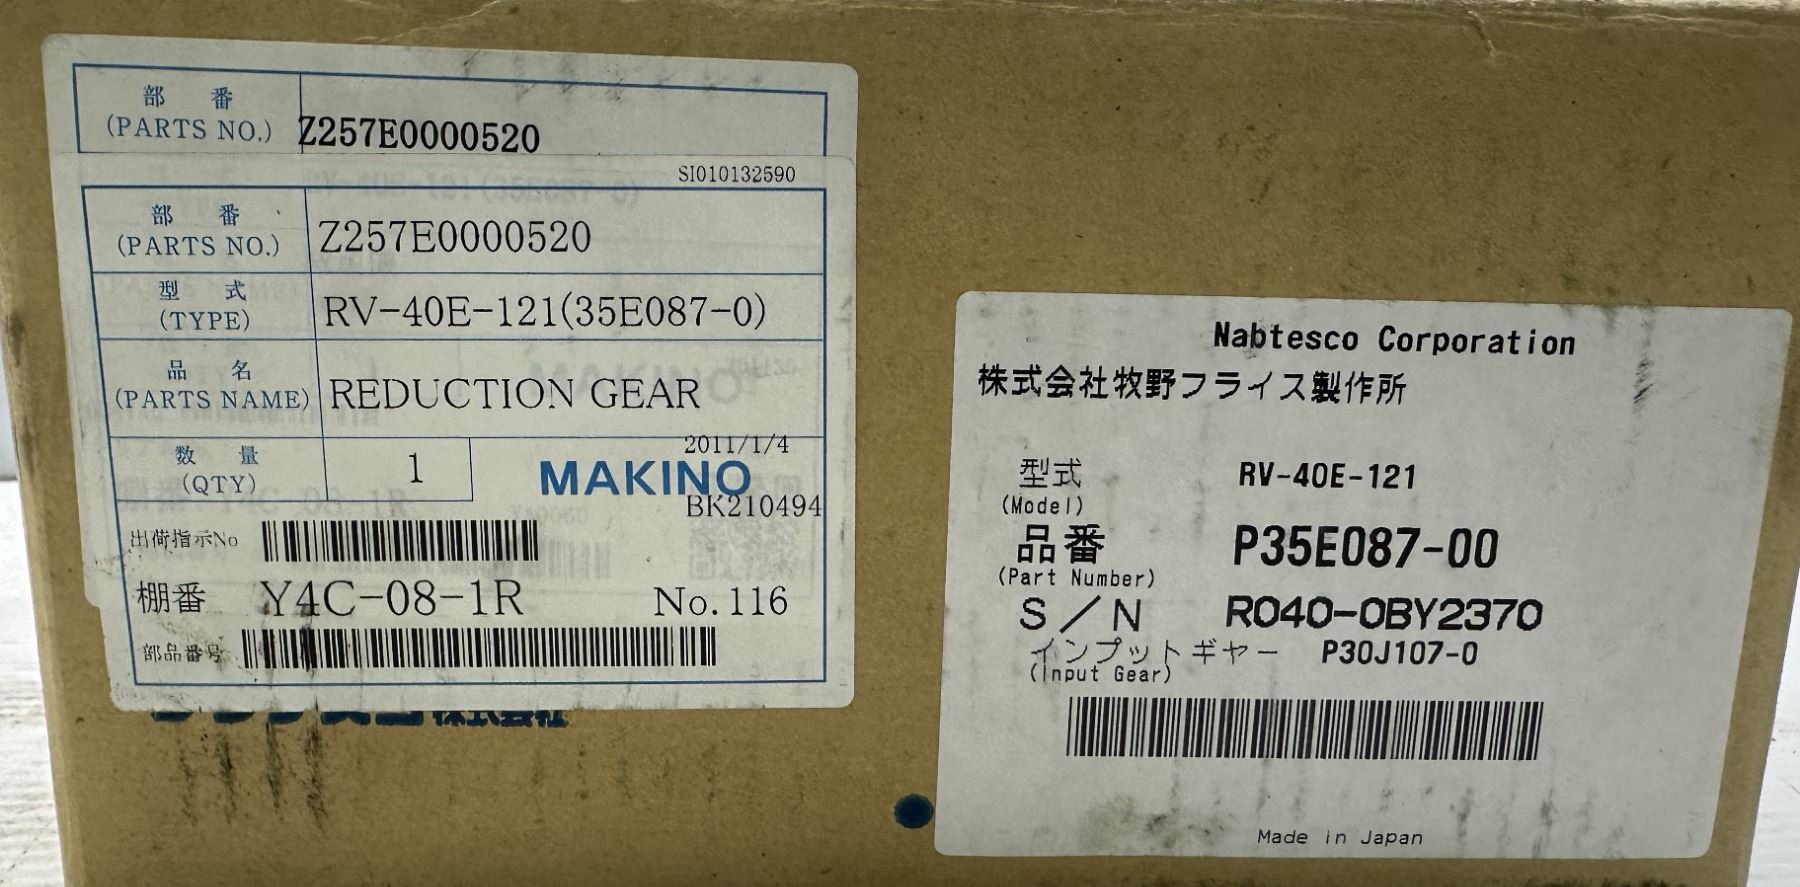 部 番
(PARTS NO.) Z257E0000520
SI010132590
部 番
(PARTS NO.) Z257E0000520
型 式
(TYPE) RV-40E-121(35E087-0)
品 名
(PARTS NAME) REDUCTION GEAR
数 量
(QTY) 1
2011/1/4
MAKINO
BK210494
出荷指示No
棚番 Y4C-08-1R No.116
部品番号
株式会社
Nabtesco Corporation
株式会社牧野フライス製作所
型式 RV-40E-121
(Model)
品番 P35E087-00
(Part Number)
S/N R040-0BY2370
インプットギヤー P30J107-0
(Input Gear)
Made in Japan